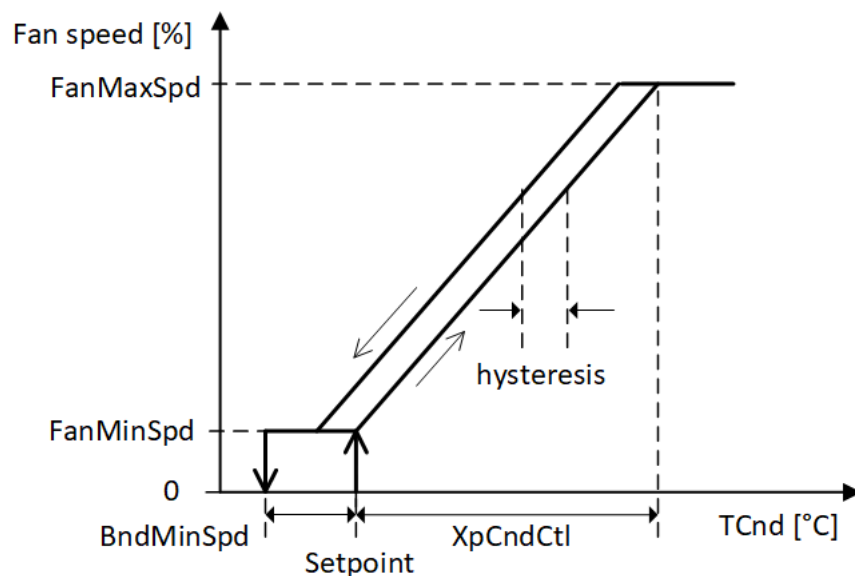 Fan speed [%]
FanMaxSpd
hysteresis
FanMinSpd
0
BndMinSpd
Setpoint
XpCndCtl
TCnd [°C]